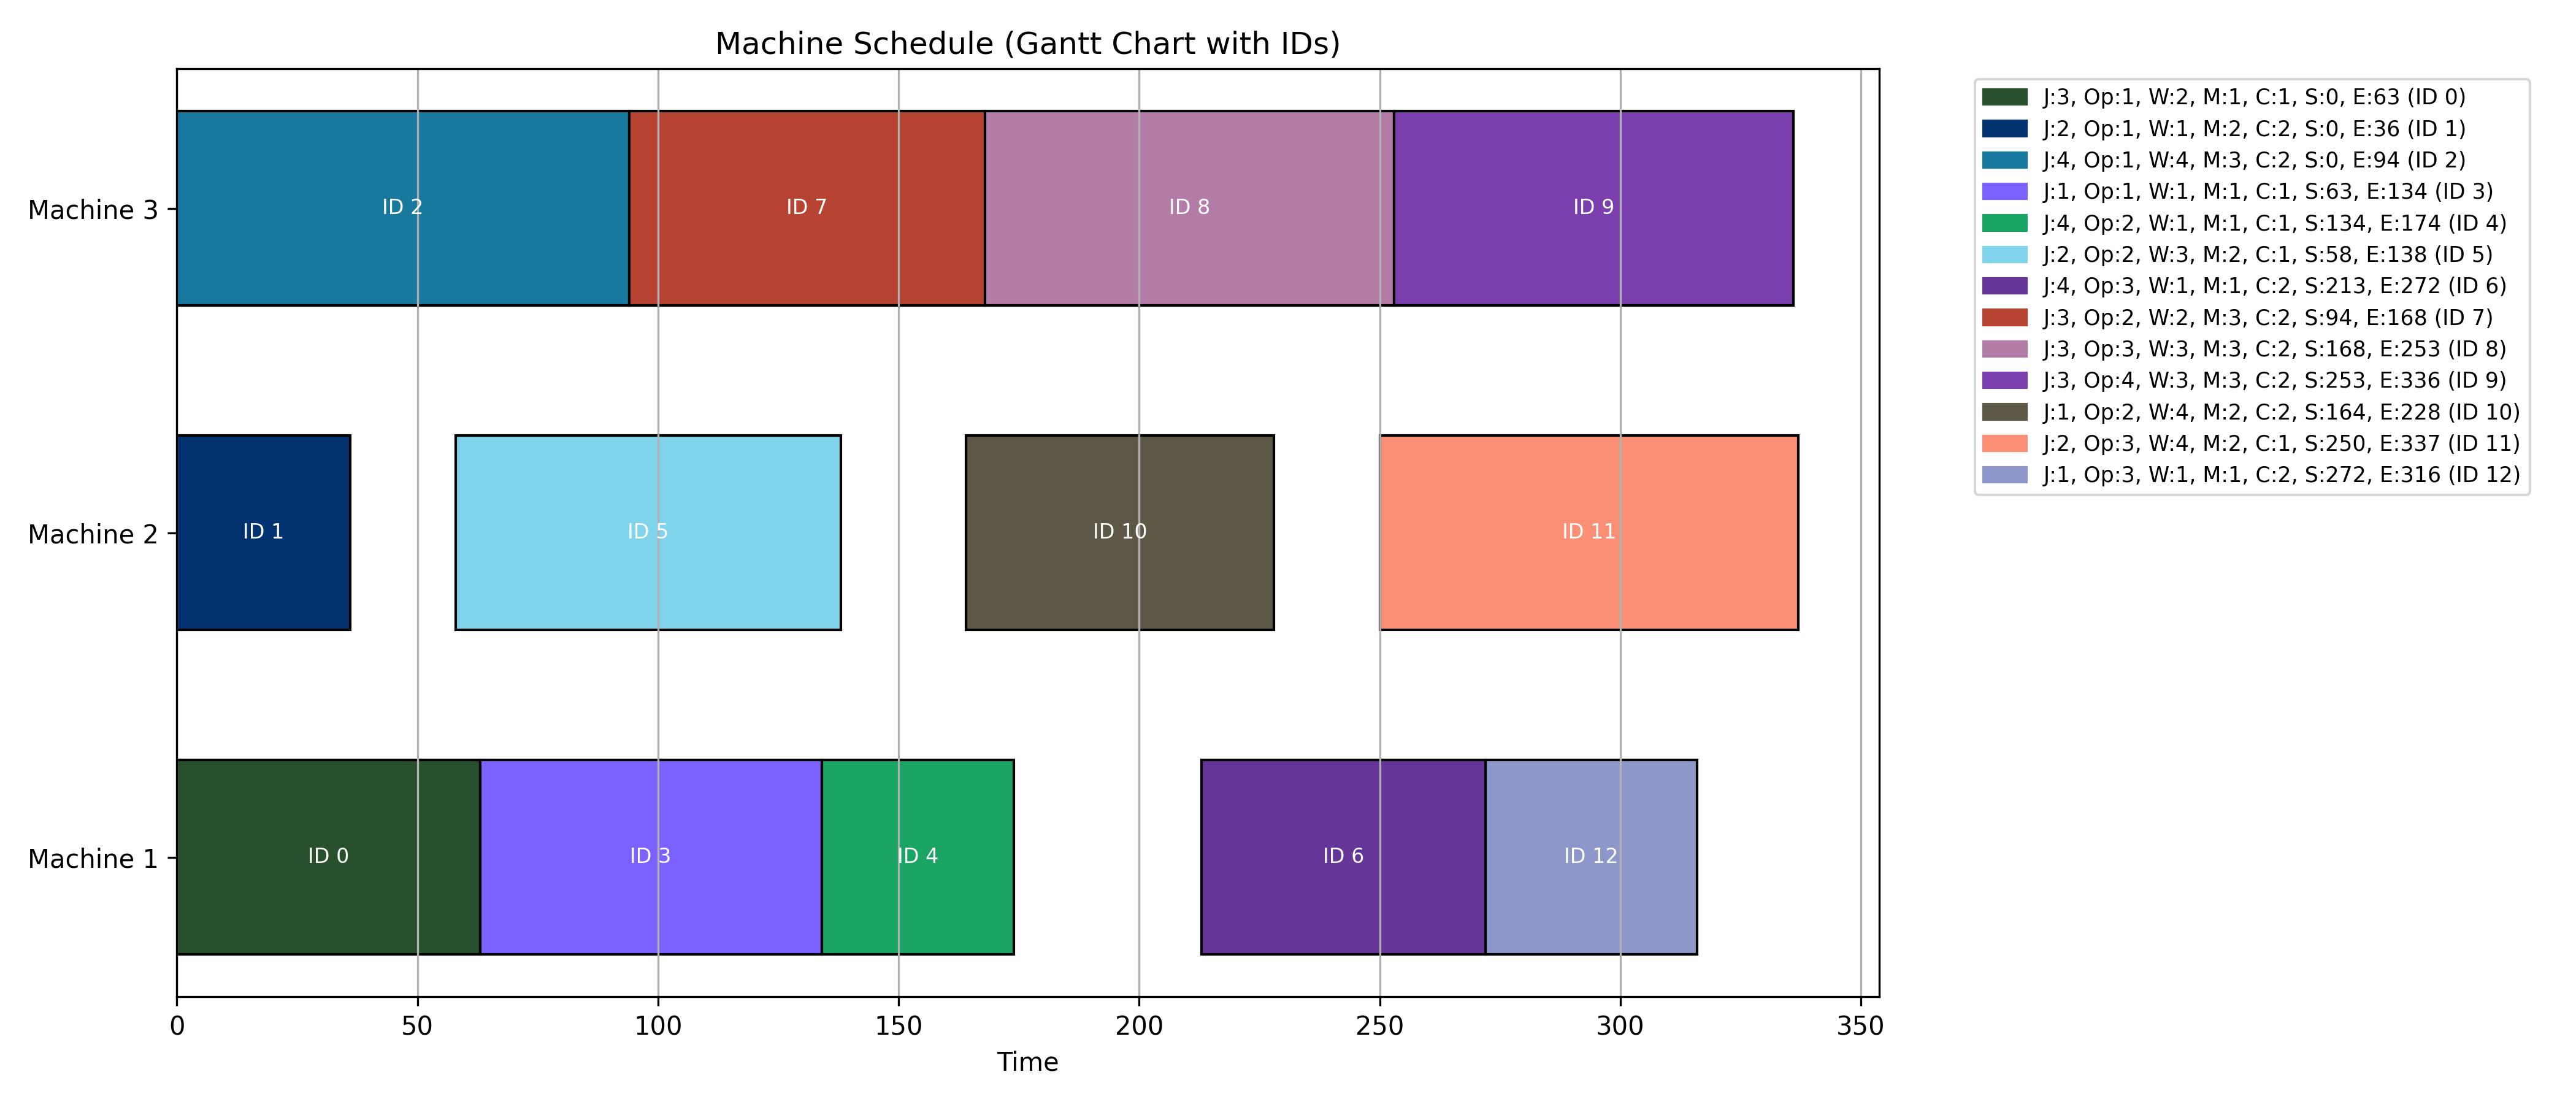 Machine Schedule (Gantt Chart with IDs)
Machine 3
ID 2
ID 7
ID 8
ID 9
Machine 2
ID 1
ID 5
ID 10
ID 11
Machine 1
ID 0
ID 3
ID 4
ID 6
ID 12
0 50 100 150 200 250 300 350
Time
J:3, Op:1, W:2, M:1, C:1, S:0, E:63 (ID 0)
J:2, Op:1, W:1, M:2, C:2, S:0, E:36 (ID 1)
J:4, Op:1, W:4, M:3, C:2, S:0, E:94 (ID 2)
J:1, Op:1, W:1, M:1, C:1, S:63, E:134 (ID 3)
J:4, Op:2, W:1, M:1, C:1, S:134, E:174 (ID 4)
J:2, Op:2, W:3, M:2, C:1, S:58, E:138 (ID 5)
J:4, Op:3, W:1, M:1, C:2, S:213, E:272 (ID 6)
J:3, Op:2, W:2, M:3, C:2, S:94, E:168 (ID 7)
J:3, Op:3, W:3, M:3, C:2, S:168, E:253 (ID 8)
J:3, Op:4, W:3, M:3, C:2, S:253, E:336 (ID 9)
J:1, Op:2, W:4, M:2, C:2, S:164, E:228 (ID 10)
J:2, Op:3, W:4, M:2, C:1, S:250, E:337 (ID 11)
J:1, Op:3, W:1, M:1, C:2, S:272, E:316 (ID 12)